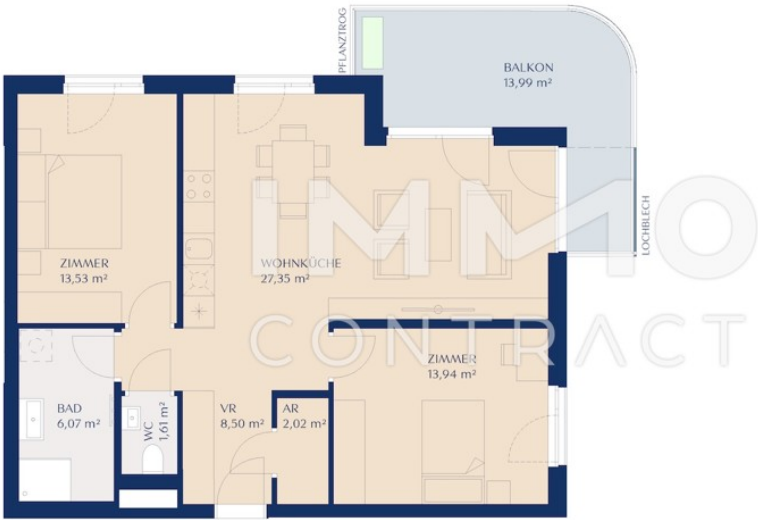 PFLANZTROG
BALKON
13,99 m²
LOCHBLECH
ZIMMER
13,53 m²
WOHNKÜCHE
27,35 m²
IMMO
CONTRACT
ZIMMER
13,94 m²
BAD
6,07 m²
WC
1,61 m²
VR
8,50 m²
AR
2,02 m²